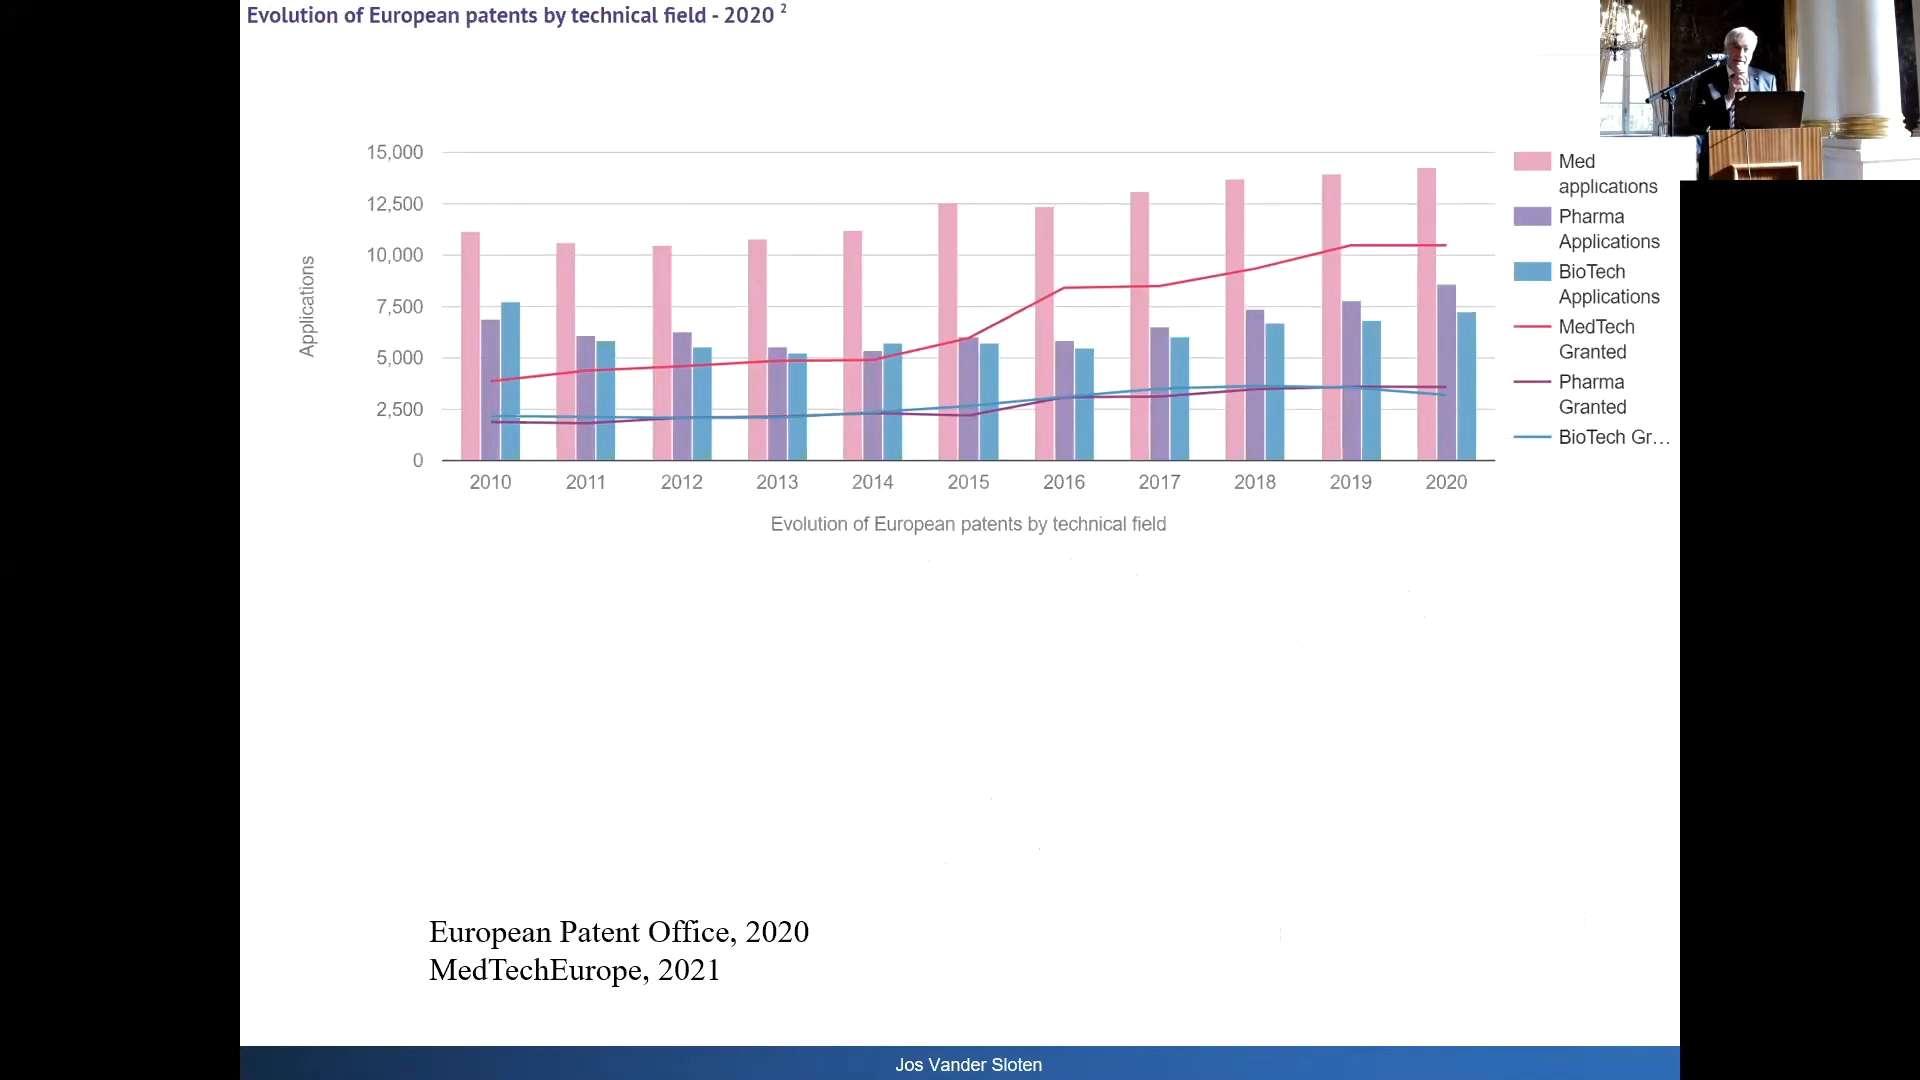 Evolution of European patents by technical field - 2020 2
15,000
12,500
10,000
7,500
5,000
2,500
0
Applications
2010 2011 2012 2013 2014 2015 2016 2017 2018 2019 2020
Evolution of European patents by technical field
Med
applications
Pharma
Applications
BioTech
Applications
MedTech
Granted
Pharma
Granted
BioTech Gr…
European Patent Office, 2020
MedTechEurope, 2021
Jos Vander Sloten